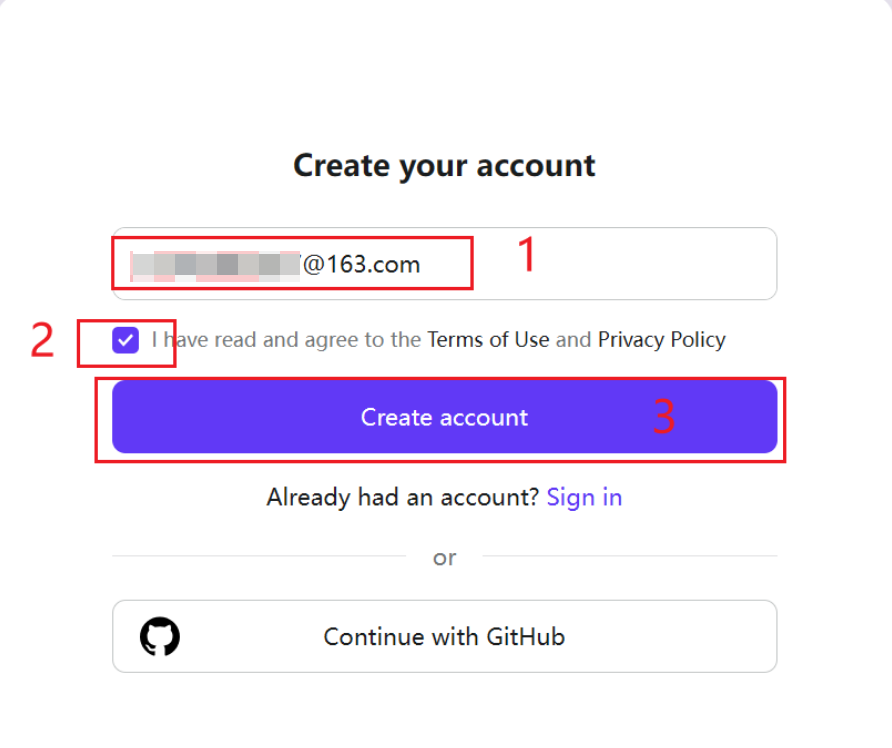 Create your account
@163.com
1
2
I have read and agree to the Terms of Use and Privacy Policy
Create account
3
Already had an account? Sign in
or
Continue with GitHub